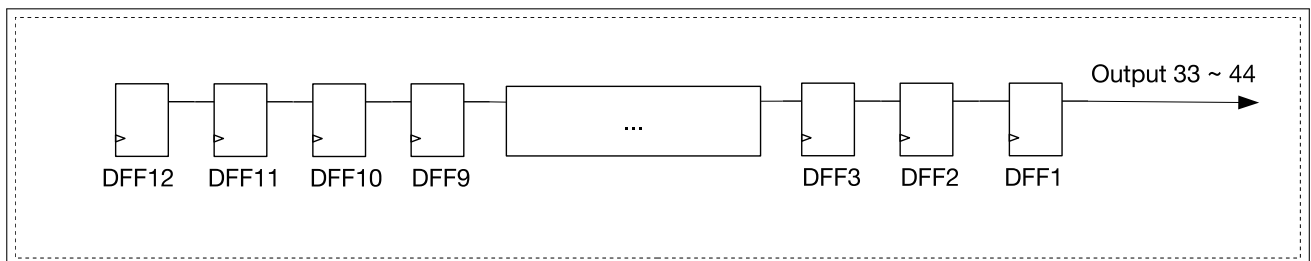 Output 33 ~ 44
...
DFF12 DFF11 DFF10 DFF9 DFF3 DFF2 DFF1